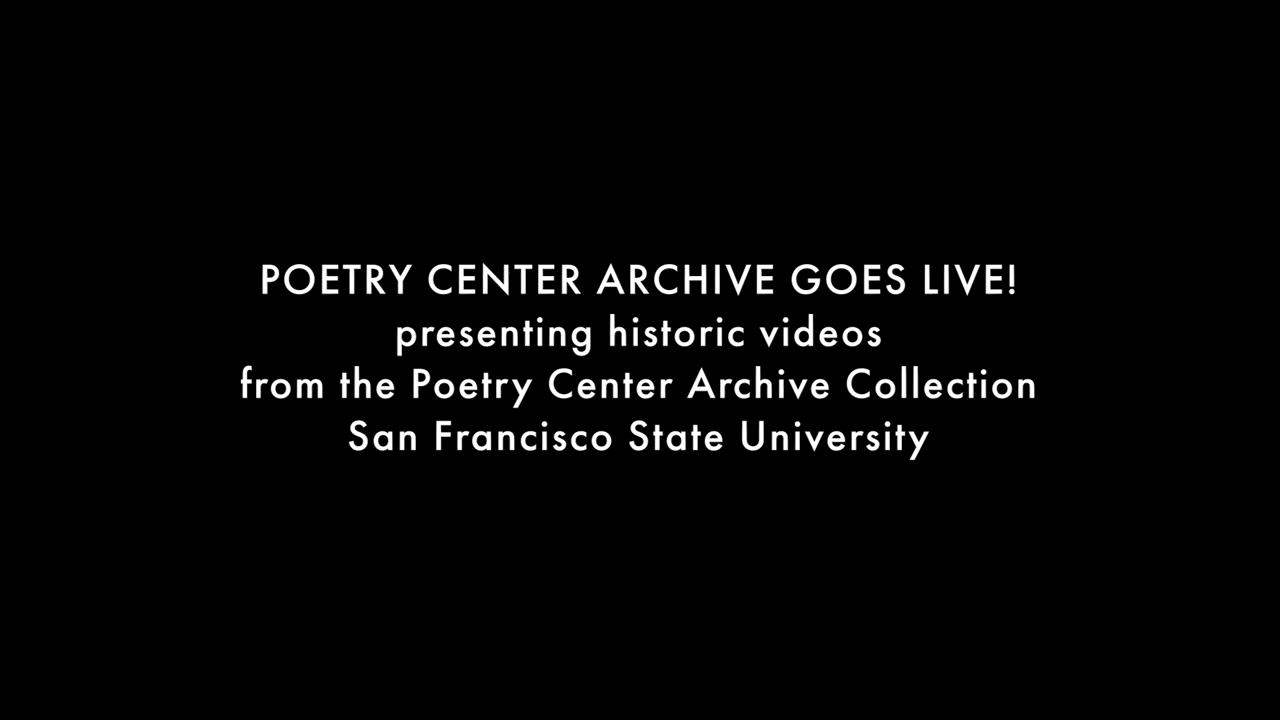 POETRY CENTER ARCHIVE GOES LIVE!
presenting historic videos
from the Poetry Center Archive Collection
San Francisco State University